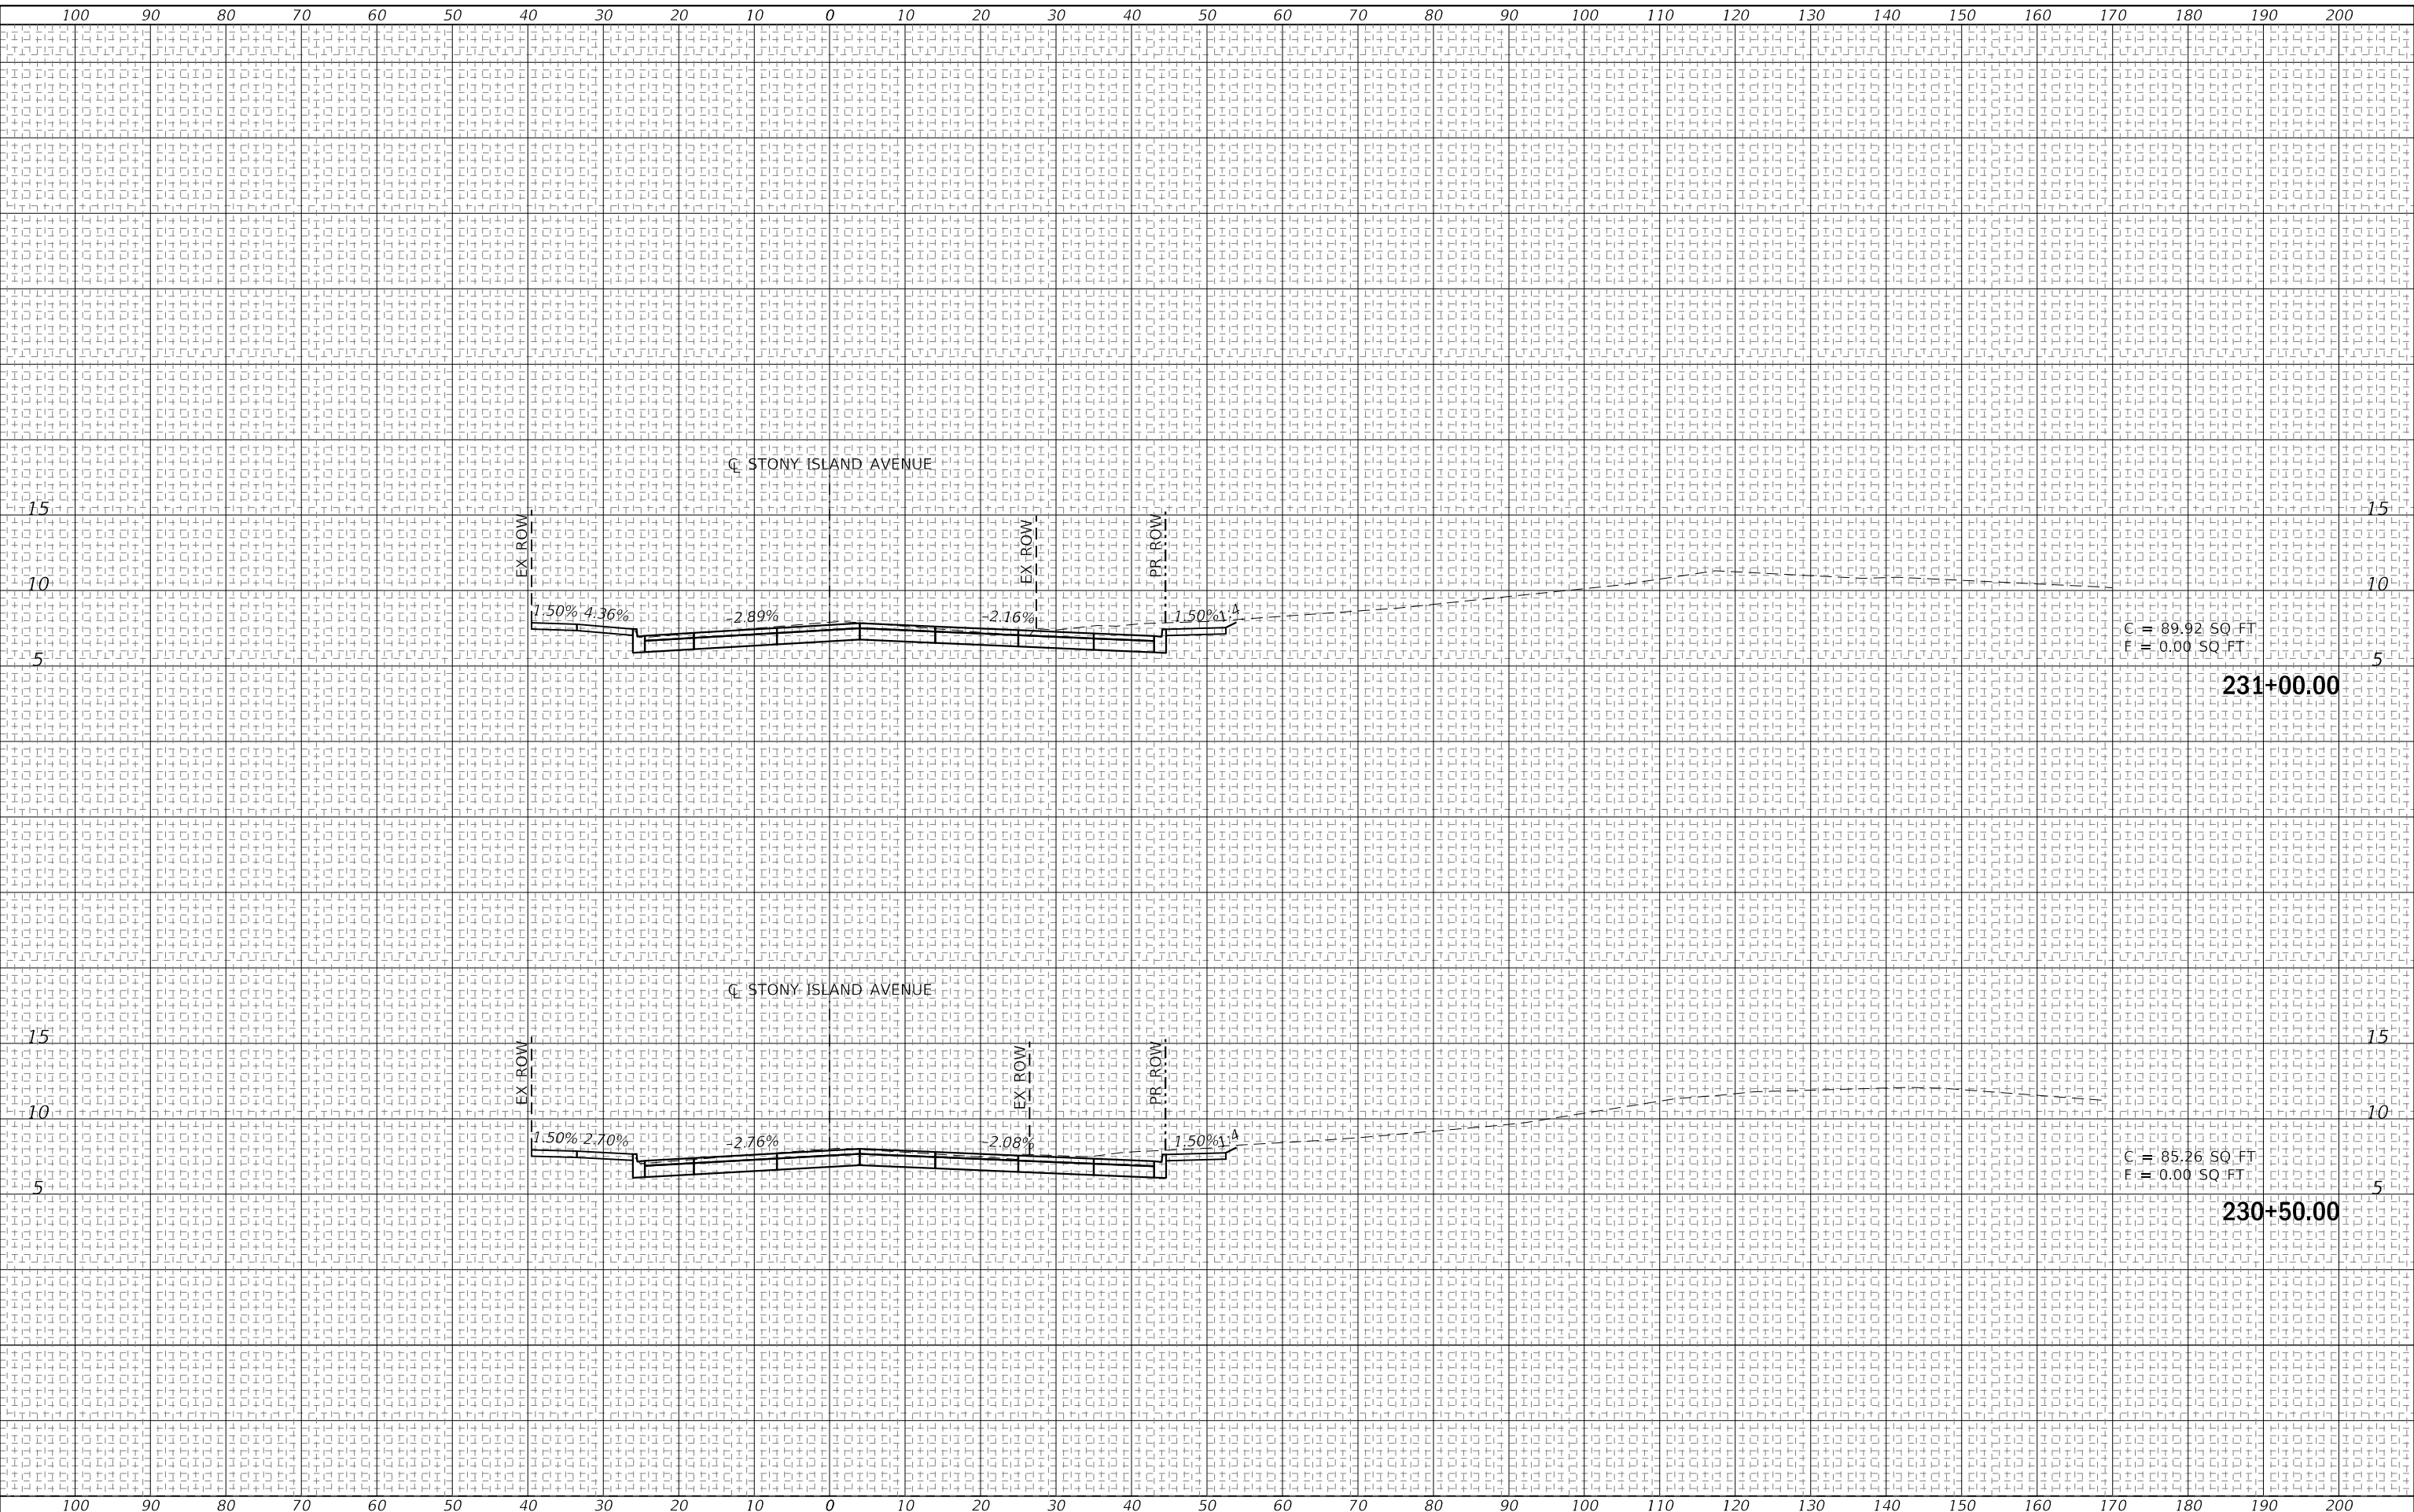 100 90 80 70 60 50 40 30 20 10 0 10 20 30 40 50 60 70 80 90 100 110 120 130 140 150 160 170 180 190 200
℄ STONY ISLAND AVENUE
15 15
EX ROW
EX ROW
PR ROW
10 10
1.50% 4.36% -2.89% -2.16% 1.50% 1:4
C = 89.92 SQ FT
F = 0.00 SQ FT
5 5
231+00.00
℄ STONY ISLAND AVENUE
15 15
EX ROW
EX ROW
PR ROW
10 10
1.50% 2.70% -2.76% -2.08% 1.50% 1:4
C = 85.26 SQ FT
F = 0.00 SQ FT
5 5
230+50.00
100 90 80 70 60 50 40 30 20 10 0 10 20 30 40 50 60 70 80 90 100 110 120 130 140 150 160 170 180 190 200